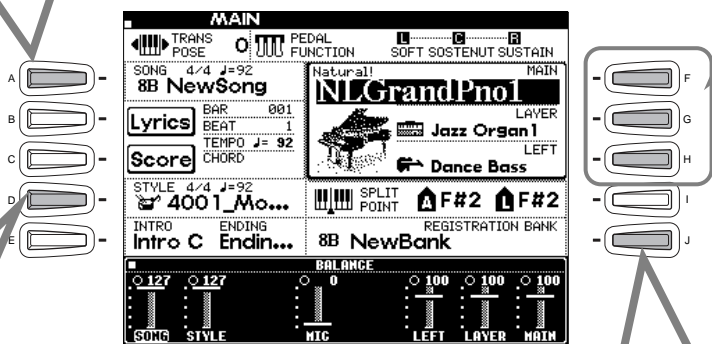 MAIN
TRANS POSE 0 PEDAL FUNCTION L C R
SOFT SOSTENUT SUSTAIN
SONG 4/4 ♩=92
8B NewSong
Natural! MAIN
NLGrandPno1
Lyrics BAR 001
BEAT 1
TEMPO ♩= 92
Score CHORD
LAYER
Jazz Organ1
LEFT
Dance Bass
STYLE 4/4 ♩=92
4001_Mo...
SPLIT POINT A F#2 L F#2
INTRO ENDING
Intro C Endin...
REGISTRATION BANK
8B NewBank
BALANCE
127 127 0 100 100 100
SONG STYLE MIC LEFT LAYER MAIN
A
B
C
D
E
F
G
H
I
J